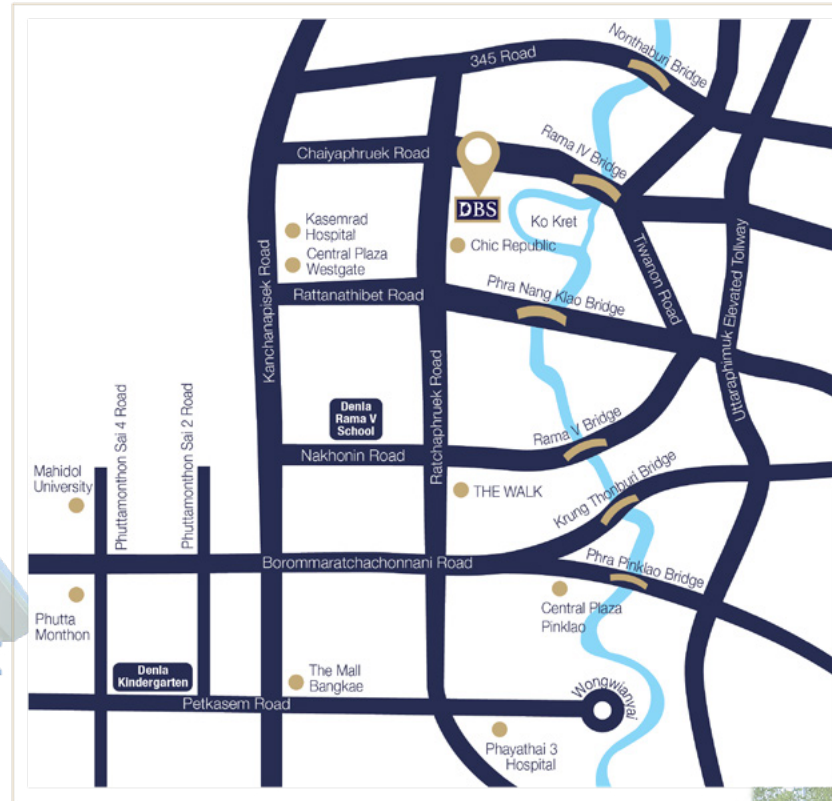 345 Road
Nonthaburi Bridge
Chaiyaphruek Road
Rama IV Bridge
DBS
Kasemrad
Hospital
Central Plaza
Westgate
Chic Republic
Ko Kret
Kanchanapisek Road
Rattanathibet Road
Phra Nang Klao Bridge
Tiwanon Road
Uttaraphimuk Elevated Tollway
Ratchaphruek Road
Denla
Rama V
School
Nakhonin Road
Rama V Bridge
Mahidol
University
Phuttamonthon Sai 4 Road
Phuttamonthon Sai 2 Road
THE WALK
Krung Thonburi Bridge
Borommaratchachonnani Road
Phra Pinklao Bridge
Phutta
Monthon
Central Plaza
Pinklao
Denla
Kindergarten
The Mall
Bangkae
Petkasem Road
Wongwianyai
Phayathai 3
Hospital